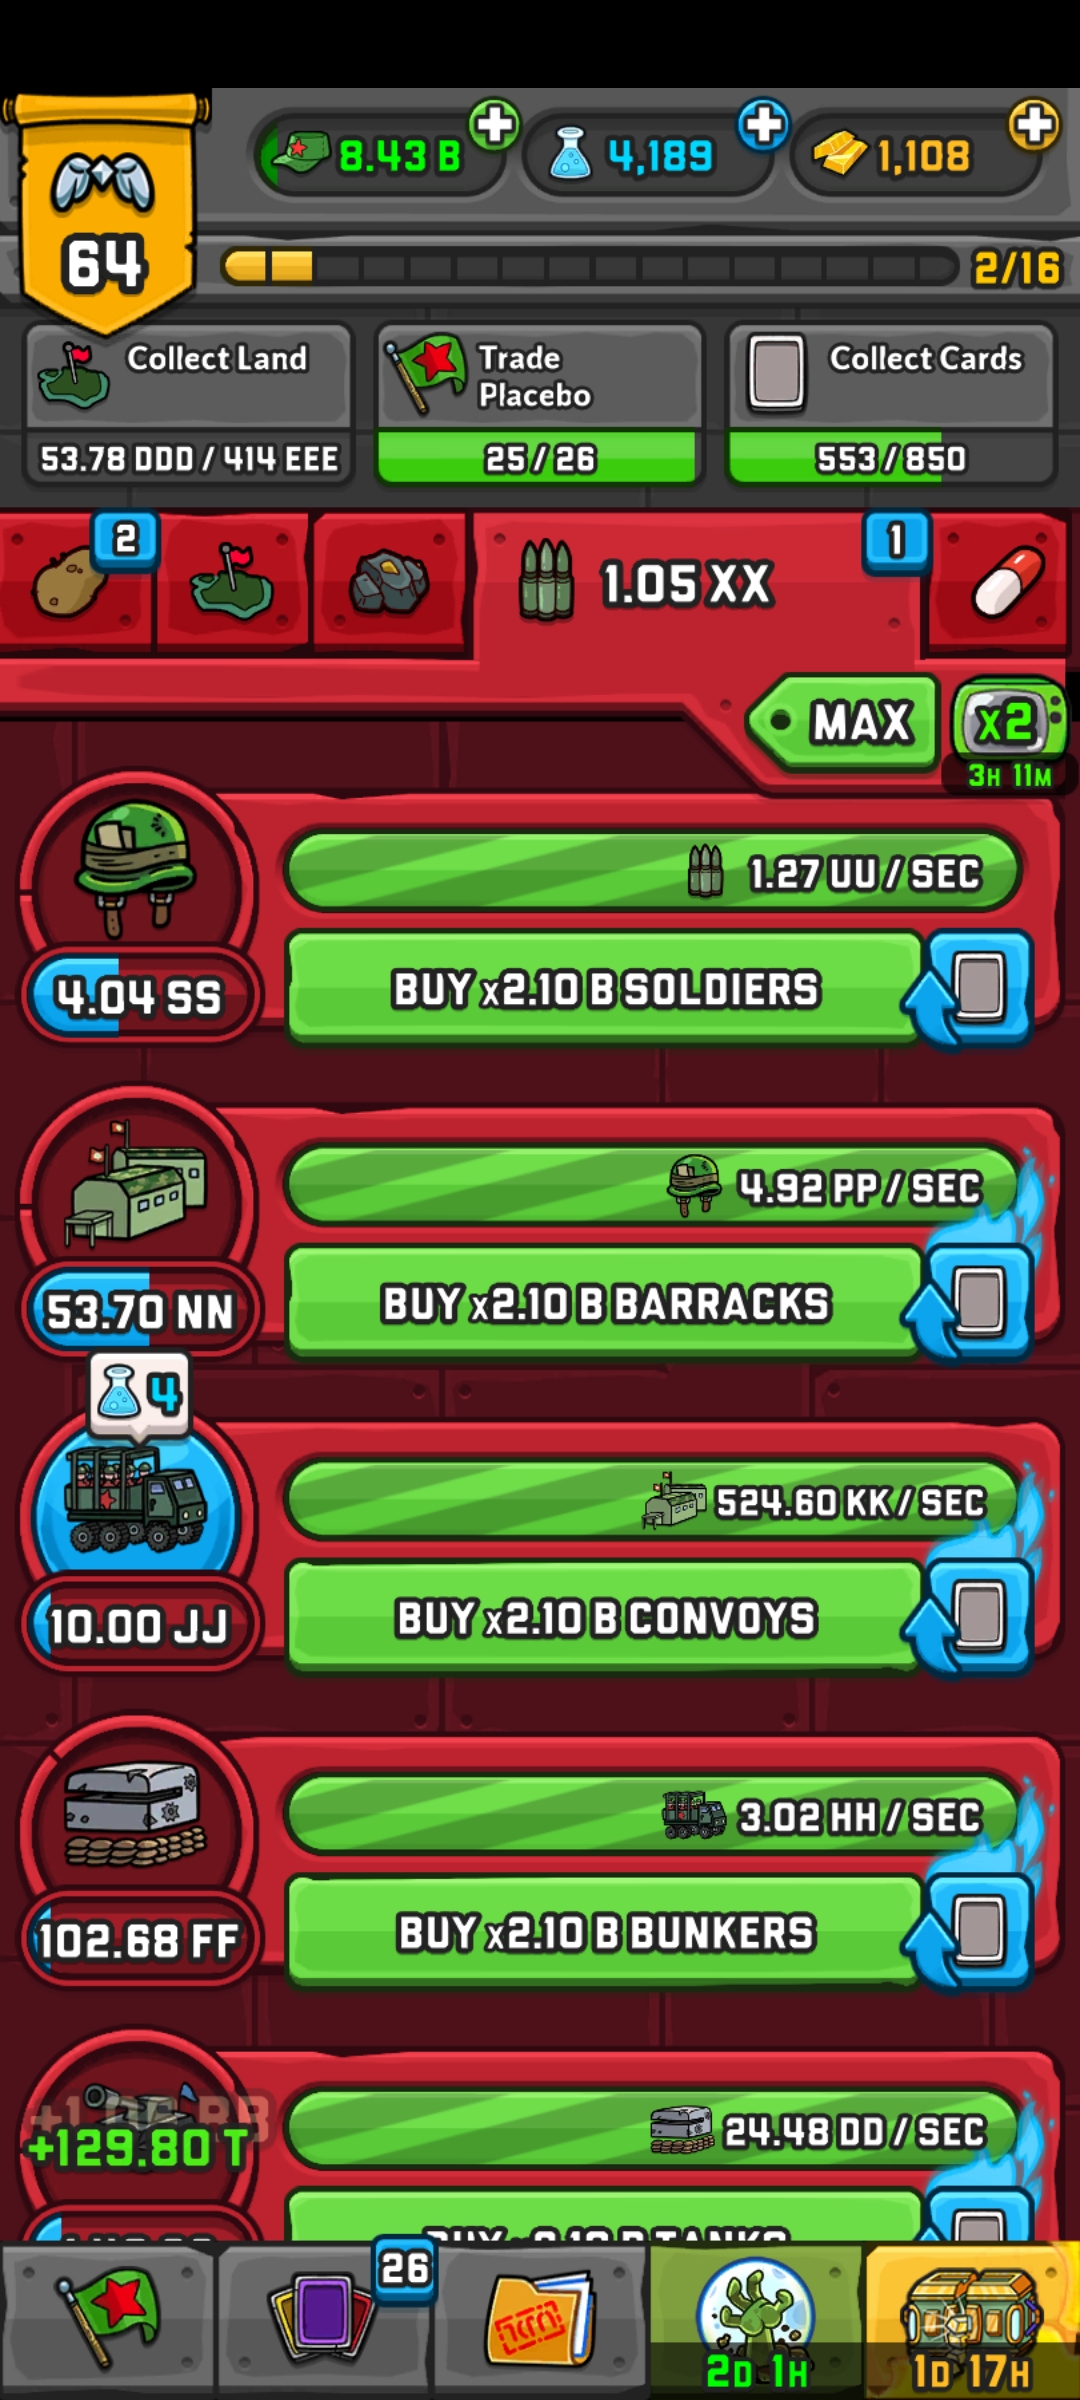 64
8.43 B
4,189
1,108
2/16
Collect Land
53.78 DDD / 414 EEE
Trade
Placebo
25 / 26
Collect Cards
553 / 850
2
1.05 XX
1
MAX
x2
3H 11M
1.27 UU / SEC
4.04 SS
BUY x2.10 B SOLDIERS
4.92 PP / SEC
53.70 NN
BUY x2.10 B BARRACKS
4
524.60 KK / SEC
10.00 JJ
BUY x2.10 B CONVOYS
3.02 HH / SEC
102.68 FF
BUY x2.10 B BUNKERS
+129.80 T
24.48 DD / SEC
BUY x2.10 B TANKS
26
2D 1H
1D 17H